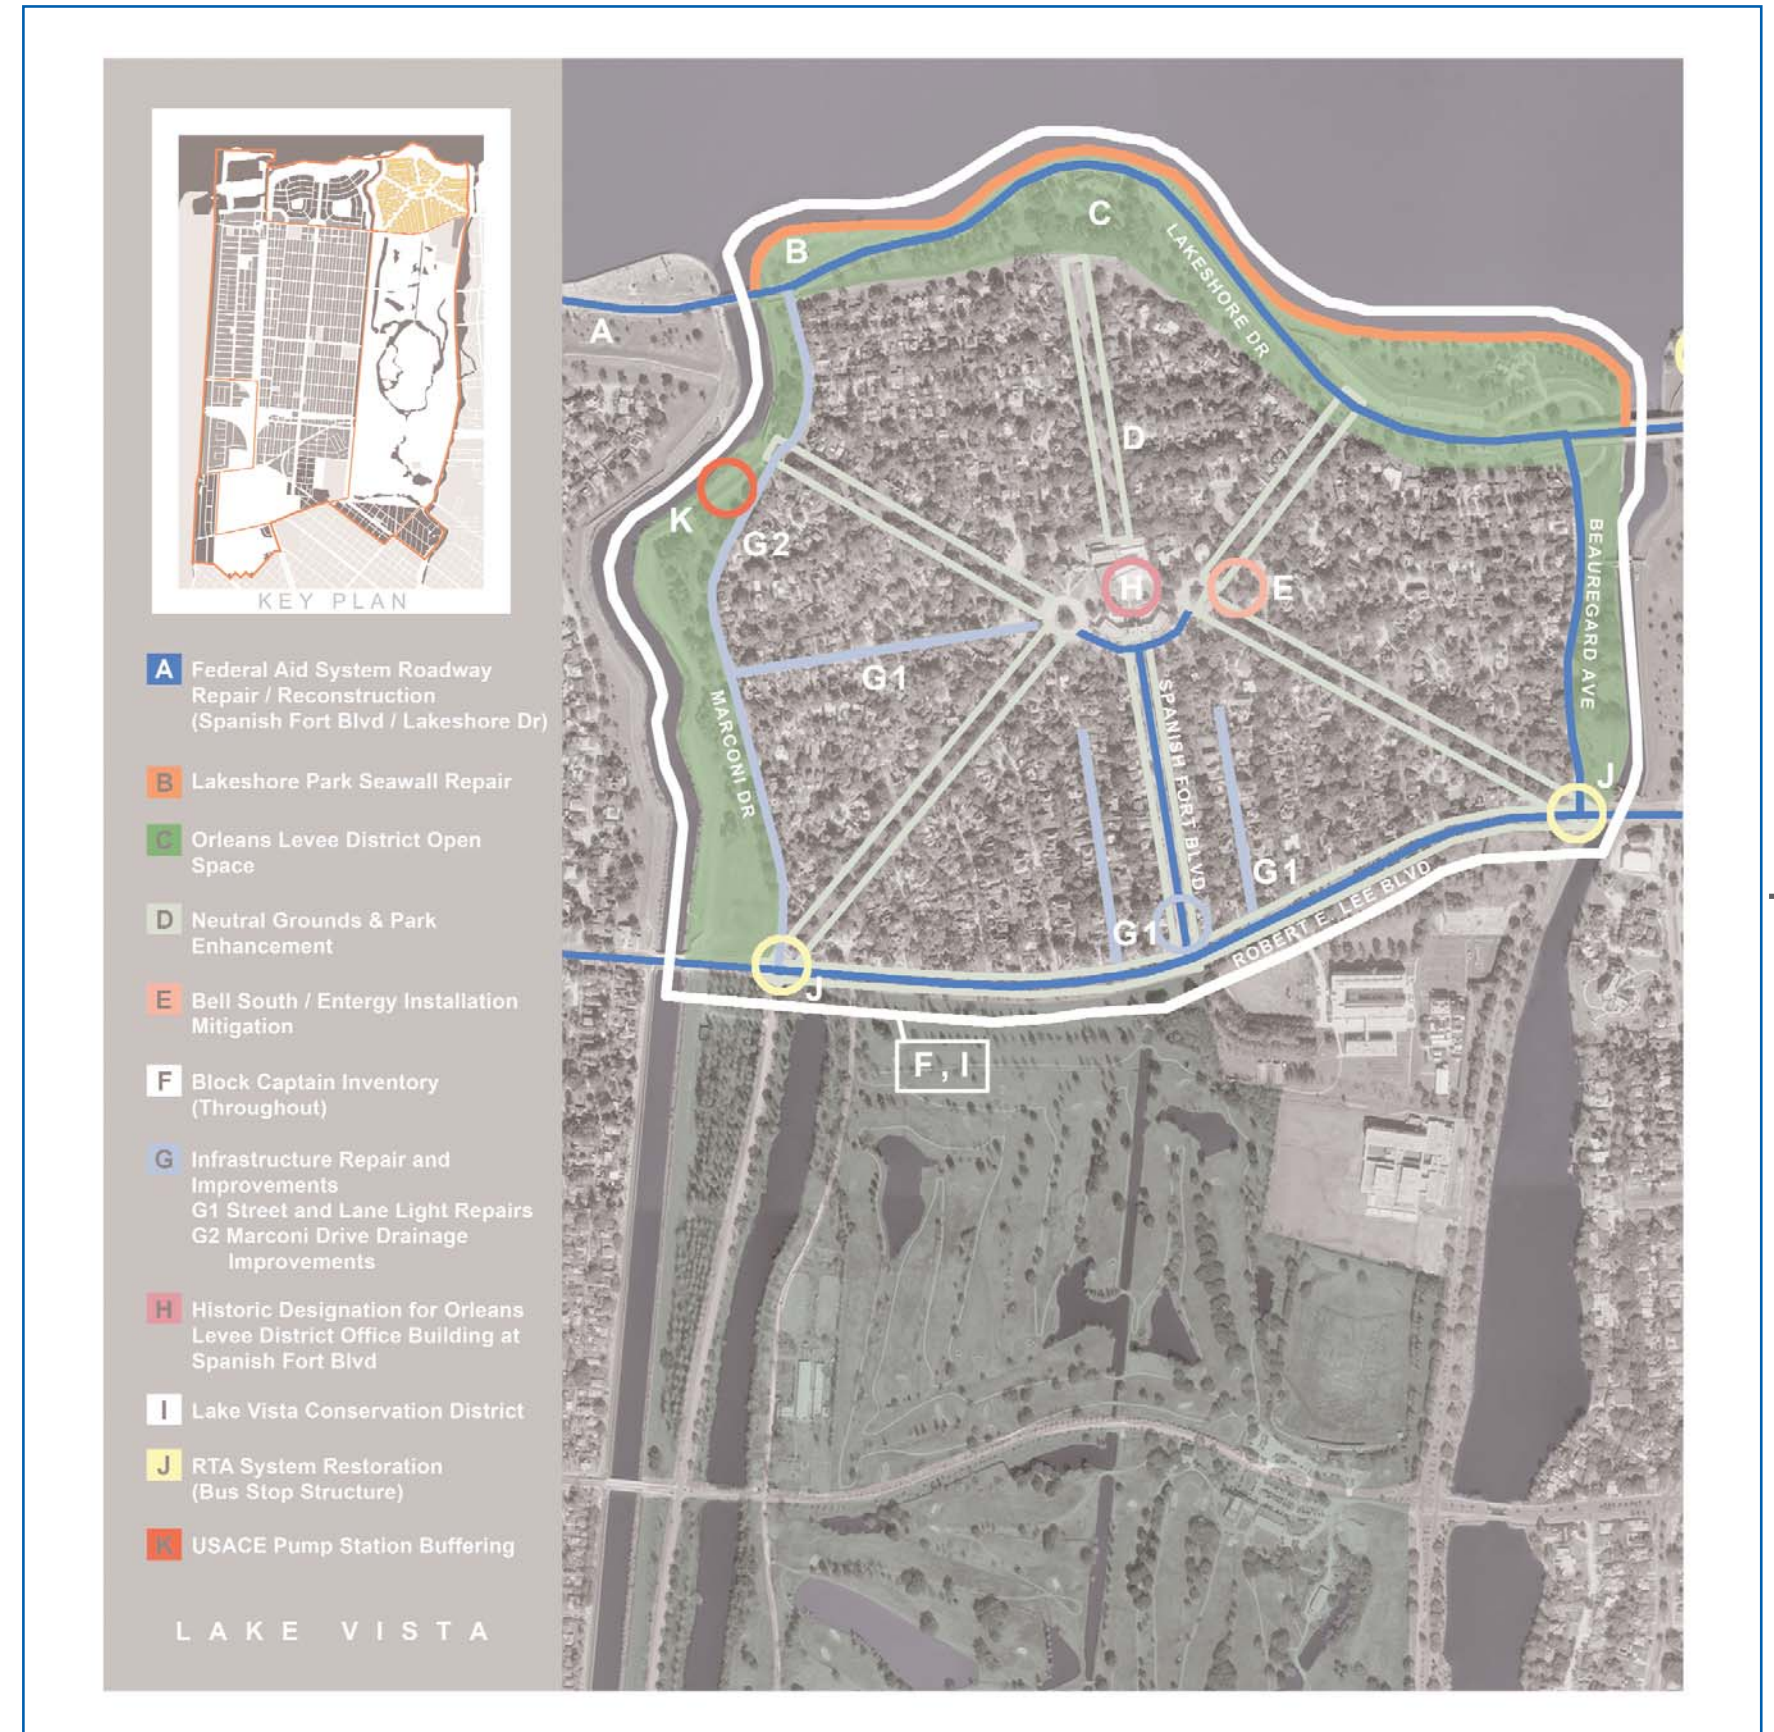 KEY PLAN
A Federal Aid System Roadway
Repair / Reconstruction
(Spanish Fort Blvd / Lakeshore Dr)
B Lakeshore Park Seawall Repair
C Orleans Levee District Open
Space
D Neutral Grounds & Park
Enhancement
E Bell South / Entergy Installation
Mitigation
F Block Captain Inventory
(Throughout)
G Infrastructure Repair and
Improvements
G1 Street and Lane Light Repairs
G2 Marconi Drive Drainage
Improvements
H Historic Designation for Orleans
Levee District Office Building at
Spanish Fort Blvd
I Lake Vista Conservation District
J RTA System Restoration
(Bus Stop Structure)
K USACE Pump Station Buffering
LAKE VISTA
C
B
LAKESHORE DR
A
D
K
G2
H
E
BEAUREGARD AVE
G1
MARCONI DR
SPANISH FORT BLVD
J
G1
G1
ROBERT E. LEE BLVD
J
F, I